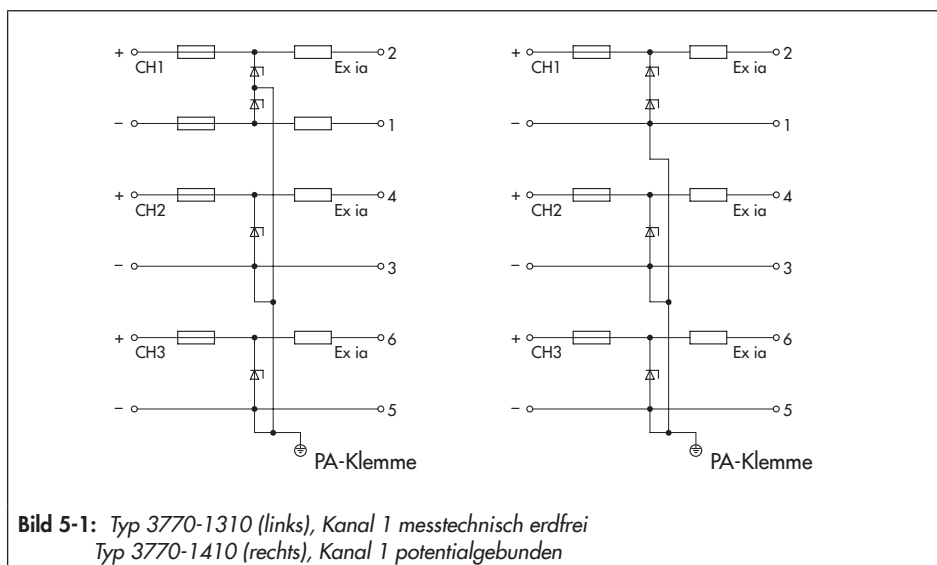 + CH1 Ex ia 2
– 1
+ CH2 Ex ia 4
– 3
+ CH3 Ex ia 6
– 5
PA-Klemme
+ CH1 Ex ia 2
– 1
+ CH2 Ex ia 4
– 3
+ CH3 Ex ia 6
– 5
PA-Klemme
Bild 5-1: Typ 3770-1310 (links), Kanal 1 messtechnisch erdfrei
Typ 3770-1410 (rechts), Kanal 1 potentialgebunden